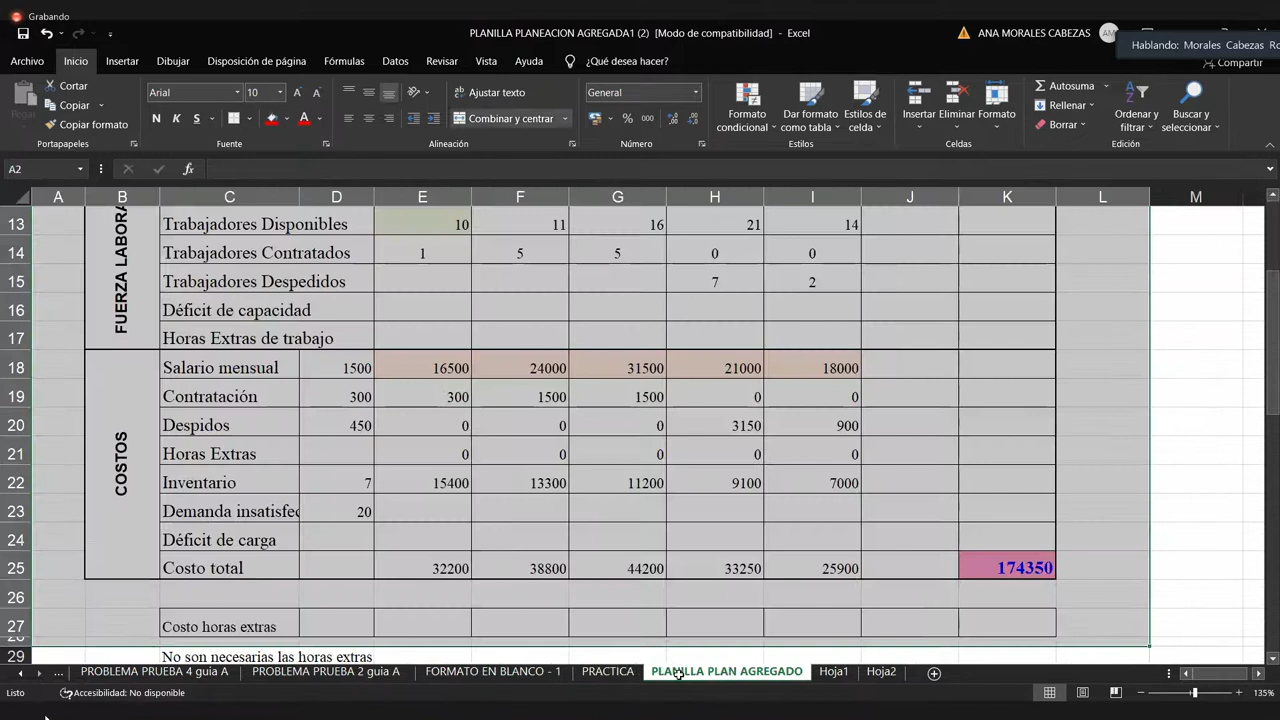 Grabando
PLANILLA PLANEACION AGREGADA1 (2) [Modo de compatibilidad] - Excel
ANA MORALES CABEZAS
Hablando: Morales Cabezas
Archivo Inicio Insertar Dibujar Disposición de página Fórmulas Datos Revisar Vista Ayuda ¿Qué desea hacer? Compartir
Cortar
Copiar
Copiar formato
Pegar
Portapapeles
Arial 10
N K S
Fuente
Ajustar texto
Combinar y centrar
Alineación
General
% 000
Número
Formato condicional
Dar formato como tabla
Estilos de celda
Estilos
Insertar Eliminar Formato
Celdas
Autosuma
Rellenar
Borrar
Ordenar y filtrar
Buscar y seleccionar
Edición
A2 fx
A B C D E F G H I J K L M
FUERZA LABORA
13 Trabajadores Disponibles 10 11 16 21 14
14 Trabajadores Contratados 1 5 5 0 0
15 Trabajadores Despedidos 7 2
16 Déficit de capacidad
17 Horas Extras de trabajo
COSTOS
18 Salario mensual 1500 16500 24000 31500 21000 18000
19 Contratación 300 300 1500 1500 0 0
20 Despidos 450 0 0 0 3150 900
21 Horas Extras 0 0 0 0 0
22 Inventario 7 15400 13300 11200 9100 7000
23 Demanda insatisfec 20
24 Déficit de carga
25 Costo total 32200 38800 44200 33250 25900 174350
26
27 Costo horas extras
28
29 No son necesarias las horas extras
... PROBLEMA PRUEBA 4 guia A PROBLEMA PRUEBA 2 guia A FORMATO EN BLANCO - 1 PRACTICA PLANILLA PLAN AGREGADO Hoja1 Hoja2
Listo Accesibilidad: No disponible 135%